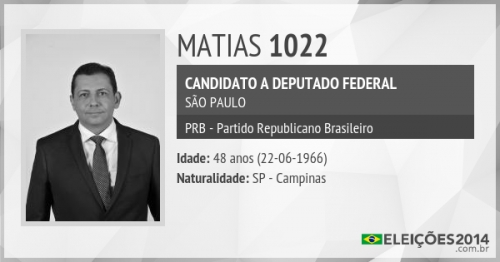 MATIAS 1022
CANDIDATO A DEPUTADO FEDERAL
SÃO PAULO
PRB - Partido Republicano Brasileiro
Idade: 48 anos (22-06-1966)
Naturalidade: SP - Campinas
ELEIÇÕES2014
.com.br